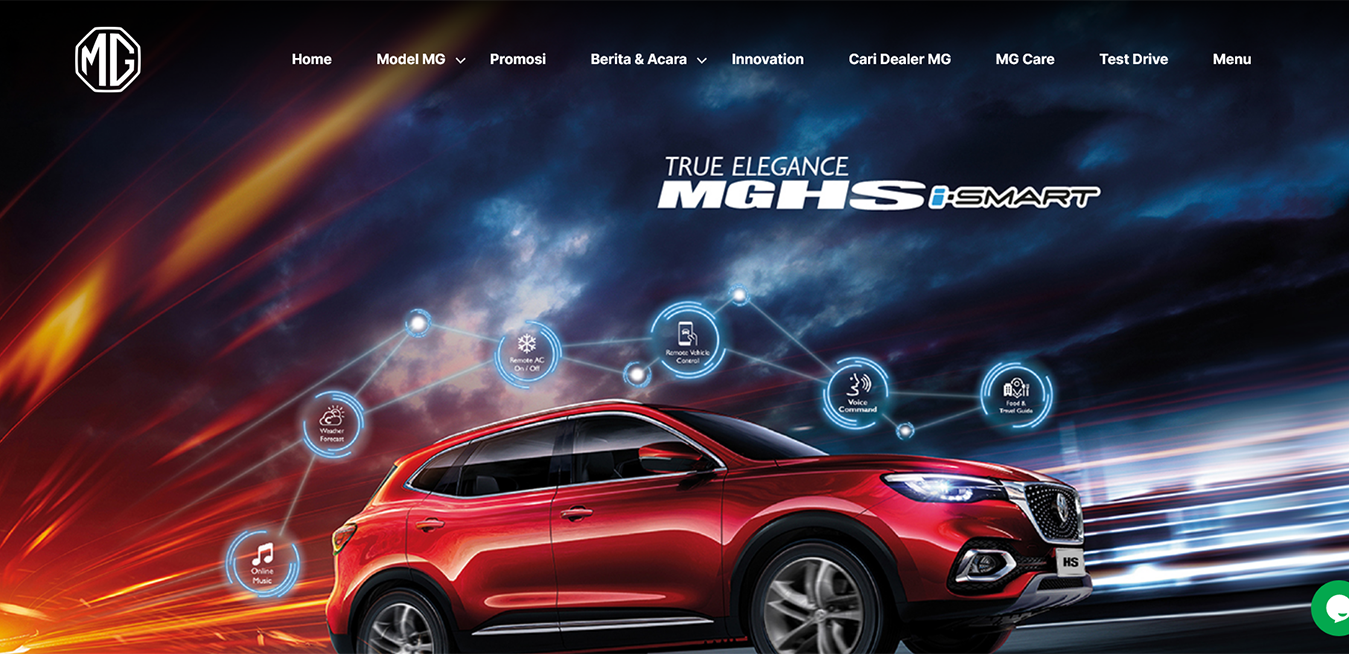 MG
Home
Model MG
Promosi
Berita & Acara
Innovation
Cari Dealer MG
MG Care
Test Drive
Menu
TRUE ELEGANCE
MGHS i-SMART
Remote AC
On / Off
Remote Vehicle
Control
Voice
Command
Food &
Travel Guide
Weather
Forecast
Online
Music
HS